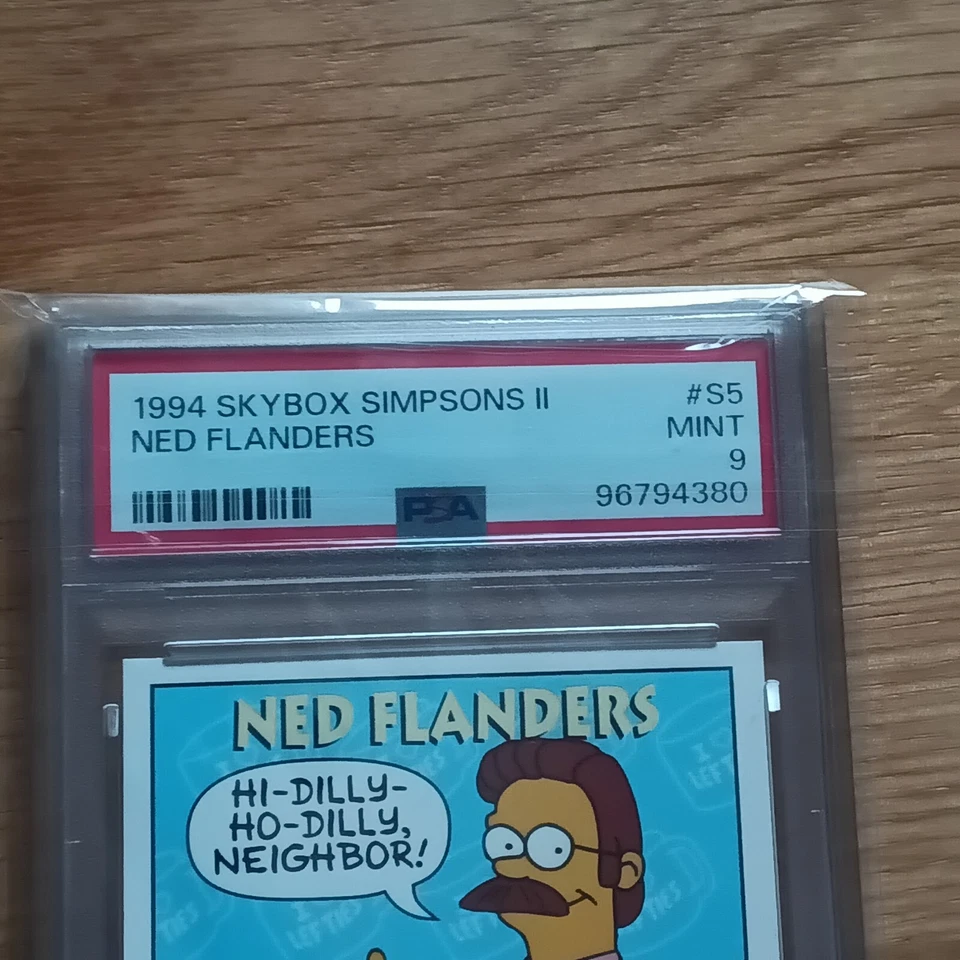 1994 SKYBOX SIMPSONS II
NED FLANDERS
#S5
MINT
9
96794380
PSA
NED FLANDERS
HI-DILLY-
HO-DILLY,
NEIGHBOR!